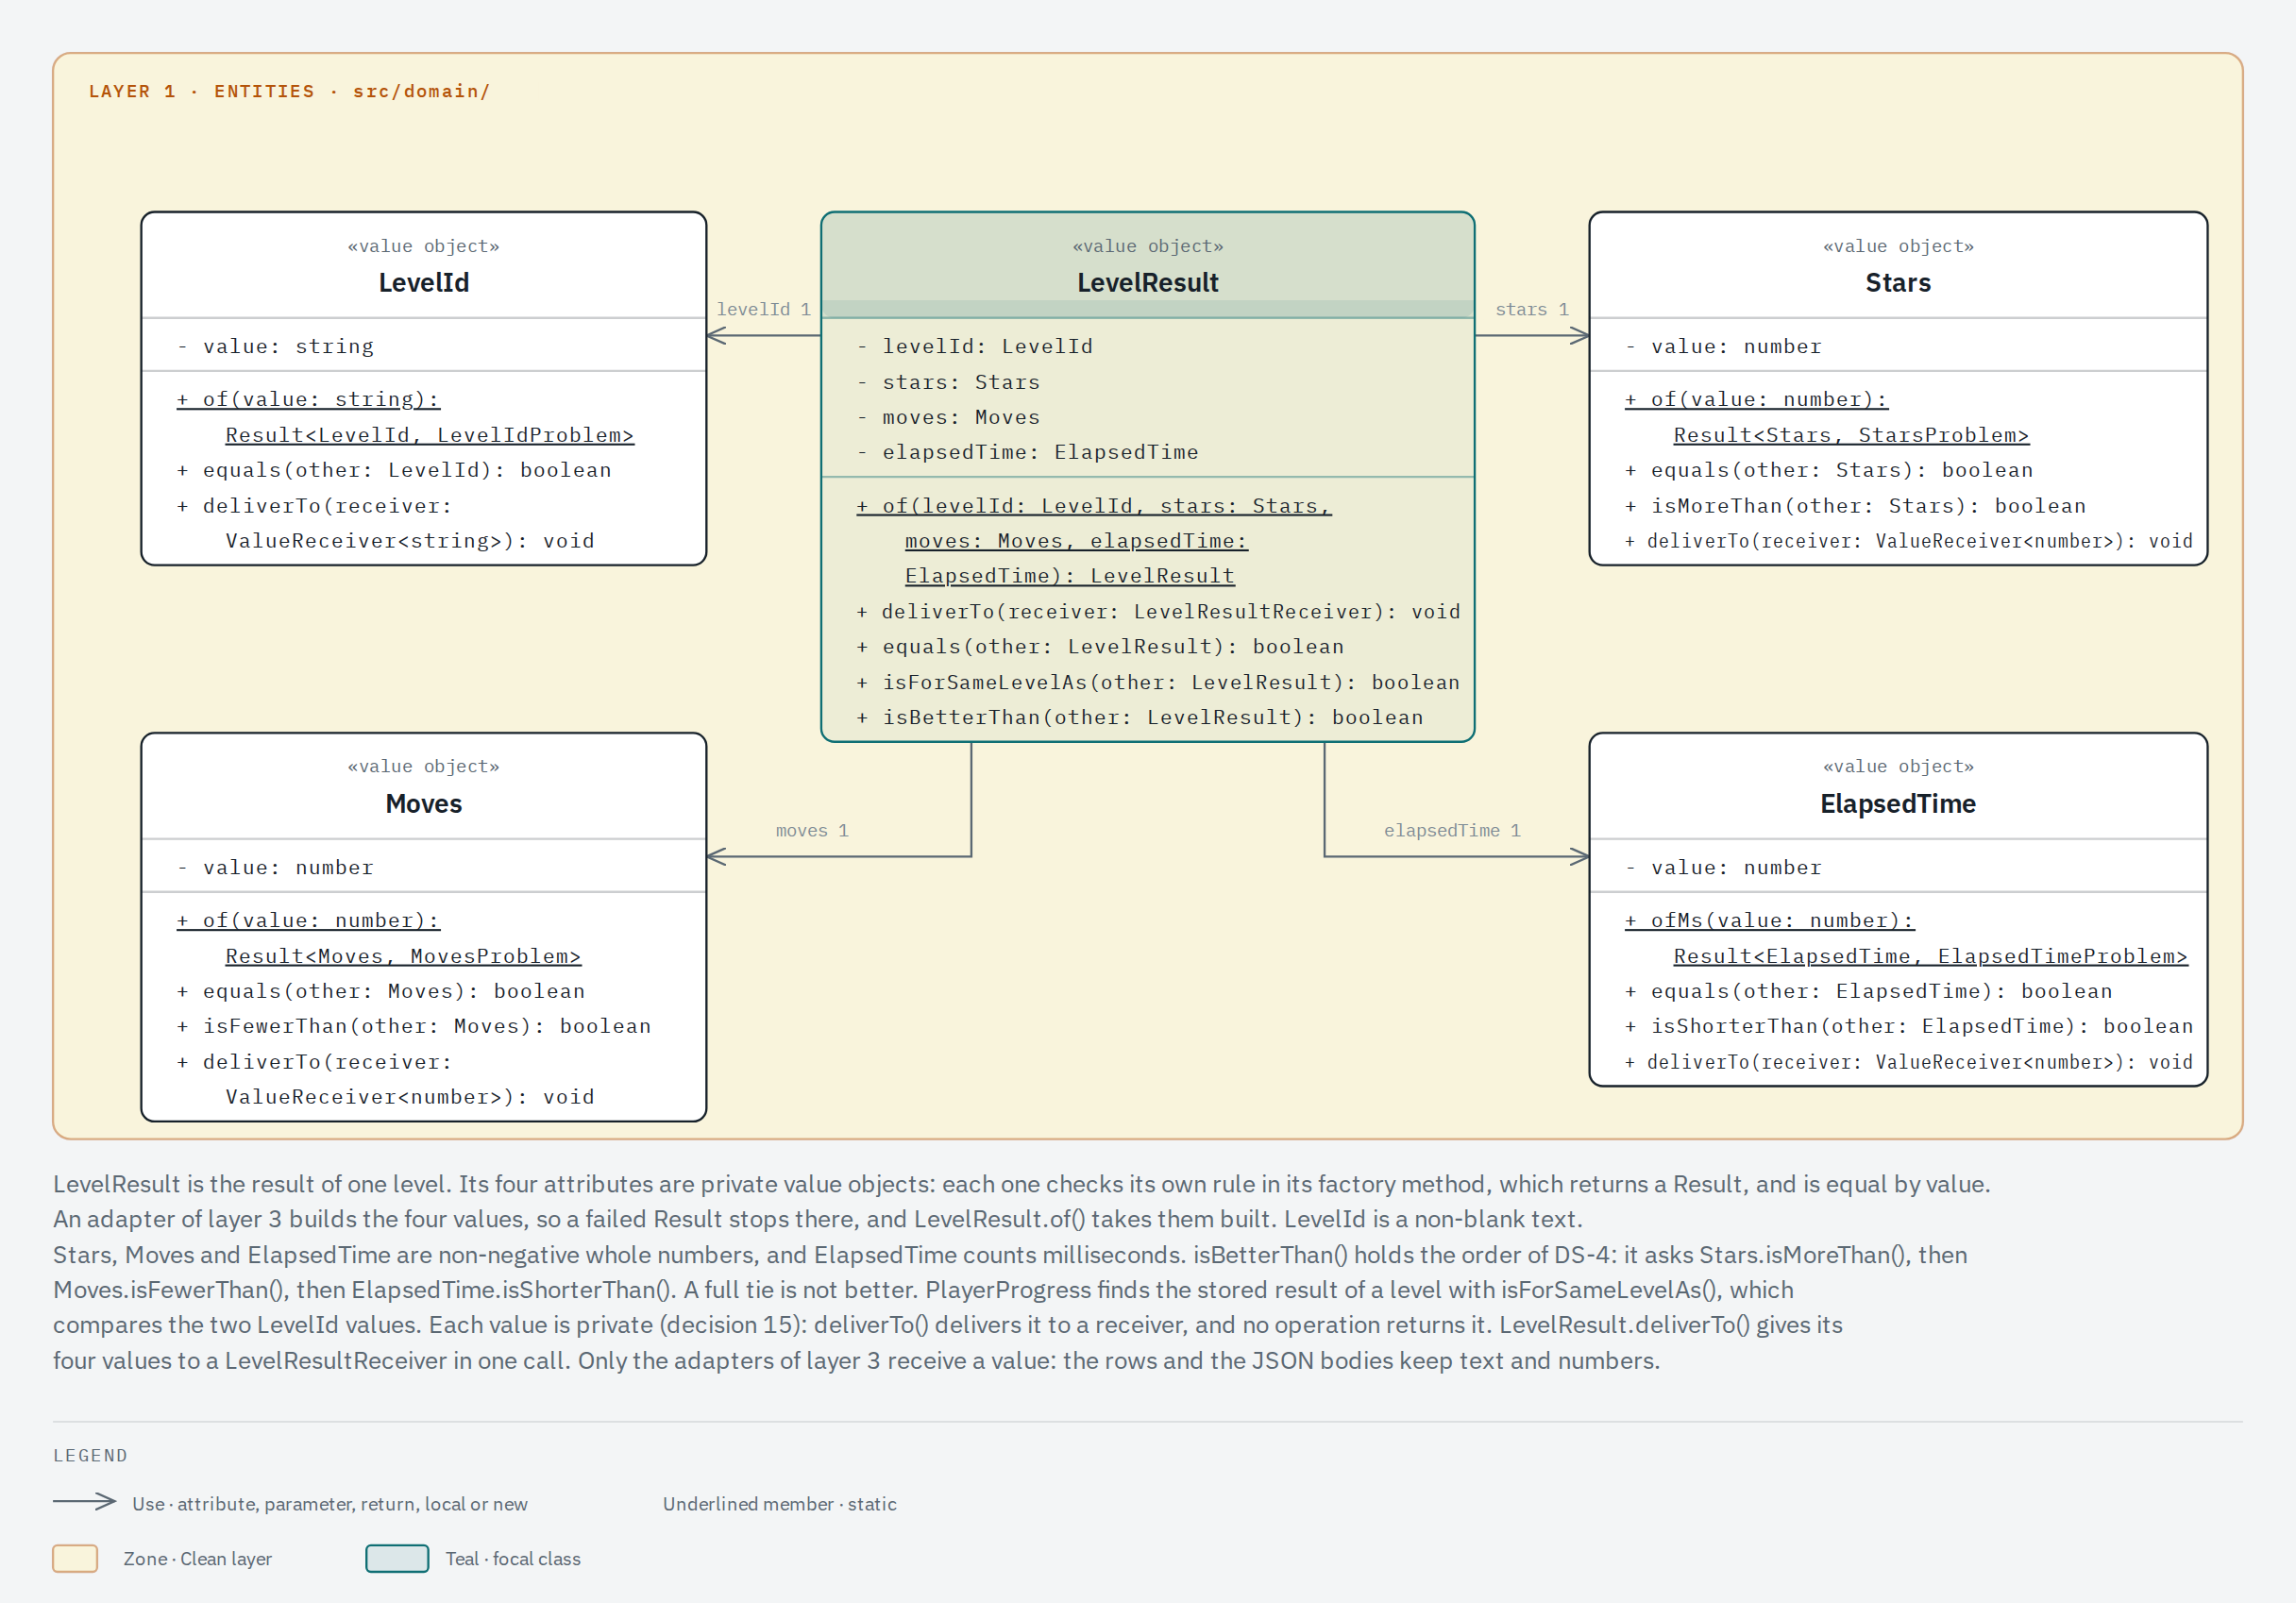 LAYER 1 · ENTITIES · src/domain/
«value object»
LevelId
- value: string
+ of(value: string):
Result<LevelId, LevelIdProblem>
+ equals(other: LevelId): boolean
+ deliverTo(receiver:
ValueReceiver<string>): void
levelId 1
«value object»
LevelResult
- levelId: LevelId
- stars: Stars
- moves: Moves
- elapsedTime: ElapsedTime
+ of(levelId: LevelId, stars: Stars,
moves: Moves, elapsedTime:
ElapsedTime): LevelResult
+ deliverTo(receiver: LevelResultReceiver): void
+ equals(other: LevelResult): boolean
+ isForSameLevelAs(other: LevelResult): boolean
+ isBetterThan(other: LevelResult): boolean
stars 1
«value object»
Stars
- value: number
+ of(value: number):
Result<Stars, StarsProblem>
+ equals(other: Stars): boolean
+ isMoreThan(other: Stars): boolean
+ deliverTo(receiver: ValueReceiver<number>): void
«value object»
Moves
- value: number
+ of(value: number):
Result<Moves, MovesProblem>
+ equals(other: Moves): boolean
+ isFewerThan(other: Moves): boolean
+ deliverTo(receiver:
ValueReceiver<number>): void
moves 1
elapsedTime 1
«value object»
ElapsedTime
- value: number
+ ofMs(value: number):
Result<ElapsedTime, ElapsedTimeProblem>
+ equals(other: ElapsedTime): boolean
+ isShorterThan(other: ElapsedTime): boolean
+ deliverTo(receiver: ValueReceiver<number>): void
LevelResult is the result of one level. Its four attributes are private value objects: each one checks its own rule in its factory method, which returns a Result, and is equal by value.
An adapter of layer 3 builds the four values, so a failed Result stops there, and LevelResult.of() takes them built. LevelId is a non-blank text.
Stars, Moves and ElapsedTime are non-negative whole numbers, and ElapsedTime counts milliseconds. isBetterThan() holds the order of DS-4: it asks Stars.isMoreThan(), then
Moves.isFewerThan(), then ElapsedTime.isShorterThan(). A full tie is not better. PlayerProgress finds the stored result of a level with isForSameLevelAs(), which
compares the two LevelId values. Each value is private (decision 15): deliverTo() delivers it to a receiver, and no operation returns it. LevelResult.deliverTo() gives its
four values to a LevelResultReceiver in one call. Only the adapters of layer 3 receive a value: the rows and the JSON bodies keep text and numbers.
LEGEND
Use · attribute, parameter, return, local or new
Underlined member · static
Zone · Clean layer
Teal · focal class